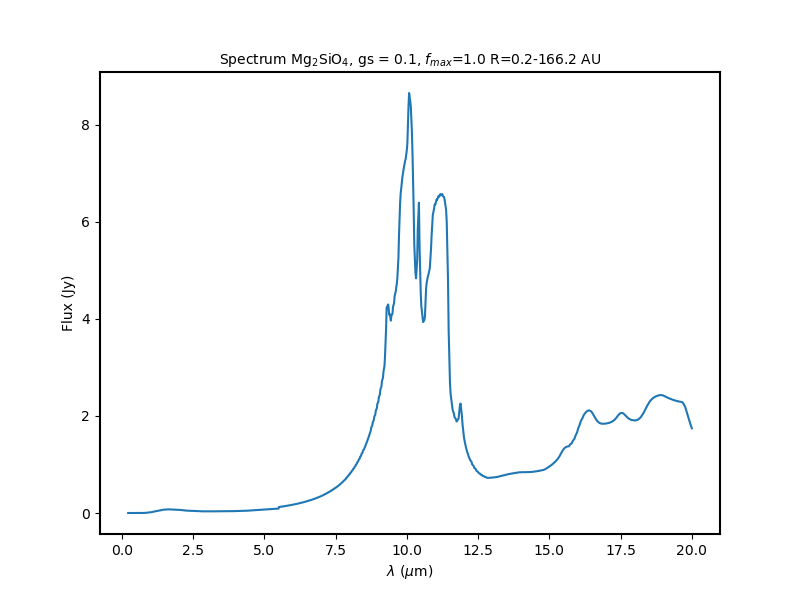 Spectrum Mg₂SiO₄, gs = 0.1, fₘₐₓ=1.0 R=0.2-166.2 AU
8
6
4
2
0
Flux (Jy)
0.0 2.5 5.0 7.5 10.0 12.5 15.0 17.5 20.0
λ (μm)